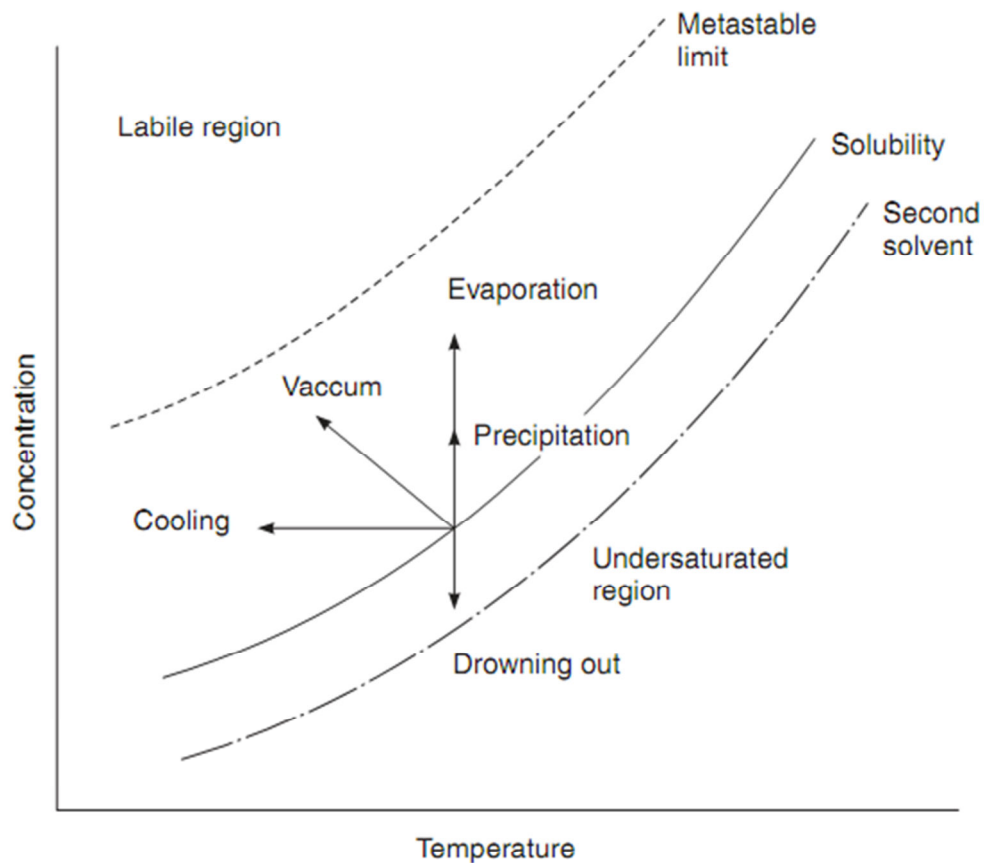 Metastable
limit
Labile region
Solubility
Second
solvent
Evaporation
Vaccum
Precipitation
Concentration
Cooling
Undersaturated
region
Drowning out
Temperature